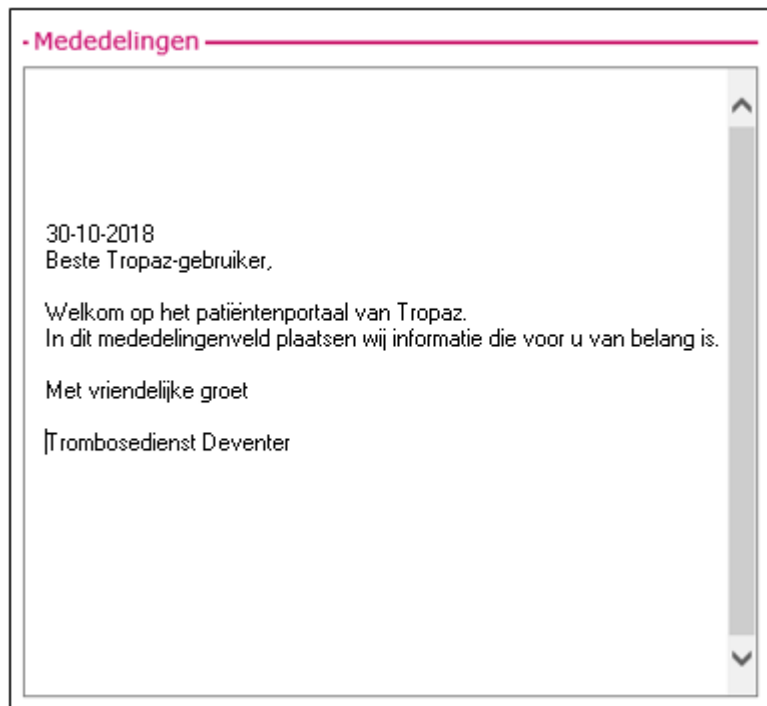 Mededelingen
30-10-2018
Beste Tropaz-gebruiker,
Welkom op het patiëntenportaal van Tropaz.
In dit mededelingenveld plaatsen wij informatie die voor u van belang is.
Met vriendelijke groet
Trombosedienst Deventer